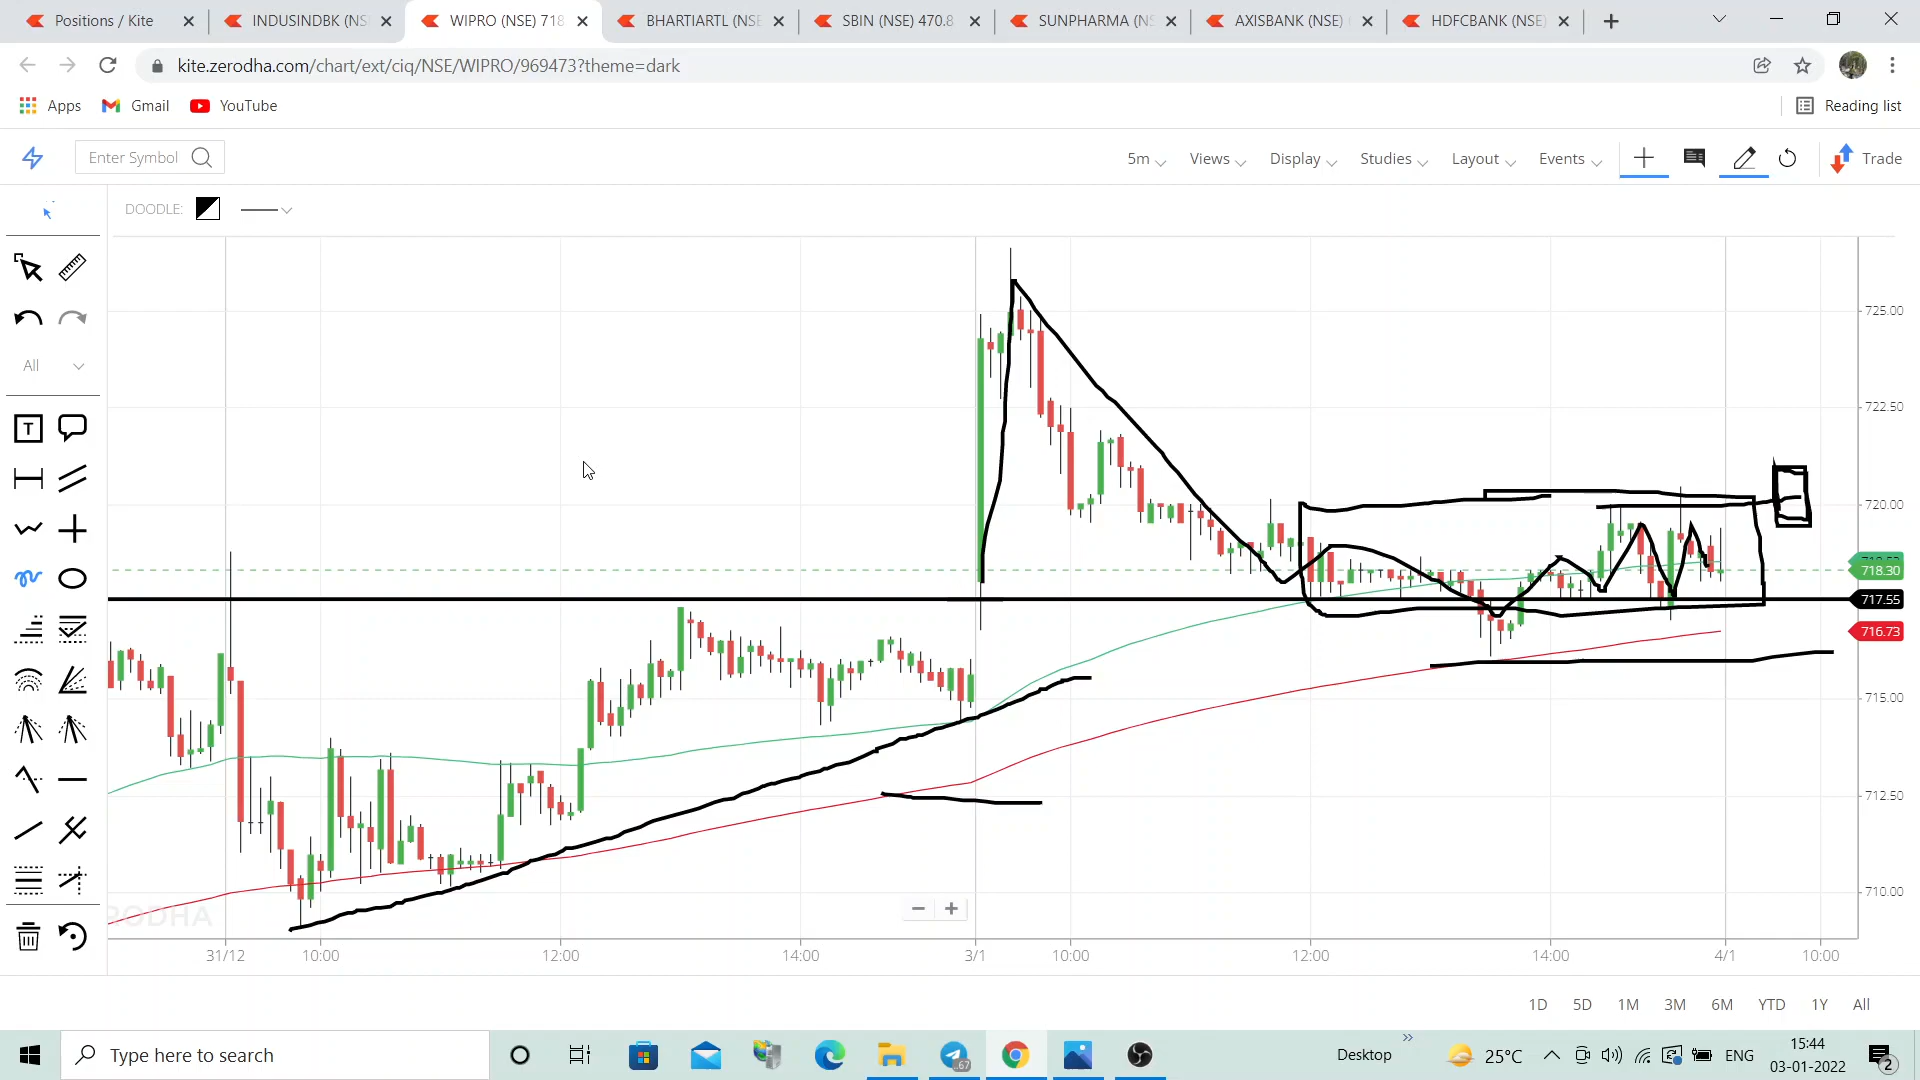 Positions / Kite
INDUSINDBK (NS
WIPRO (NSE) 718
BHARTIARTL (NSE
SBIN (NSE) 470.8
SUNPHARMA (NS
AXISBANK (NSE)
HDFCBANK (NSE)
kite.zerodha.com/chart/ext/ciq/NSE/WIPRO/969473?theme=dark
Apps
Gmail
YouTube
Reading list
Enter Symbol
5m
Views
Display
Studies
Layout
Events
Trade
DOODLE:
All
T
725.00
722.50
720.00
718.30
717.55
716.73
715.00
712.50
710.00
RODHA
31/12
10:00
12:00
14:00
3/1
10:00
12:00
14:00
4/1
10:00
1D
5D
1M
3M
6M
YTD
1Y
All
Type here to search
67
Desktop
25°C
ENG
15:44
03-01-2022
2